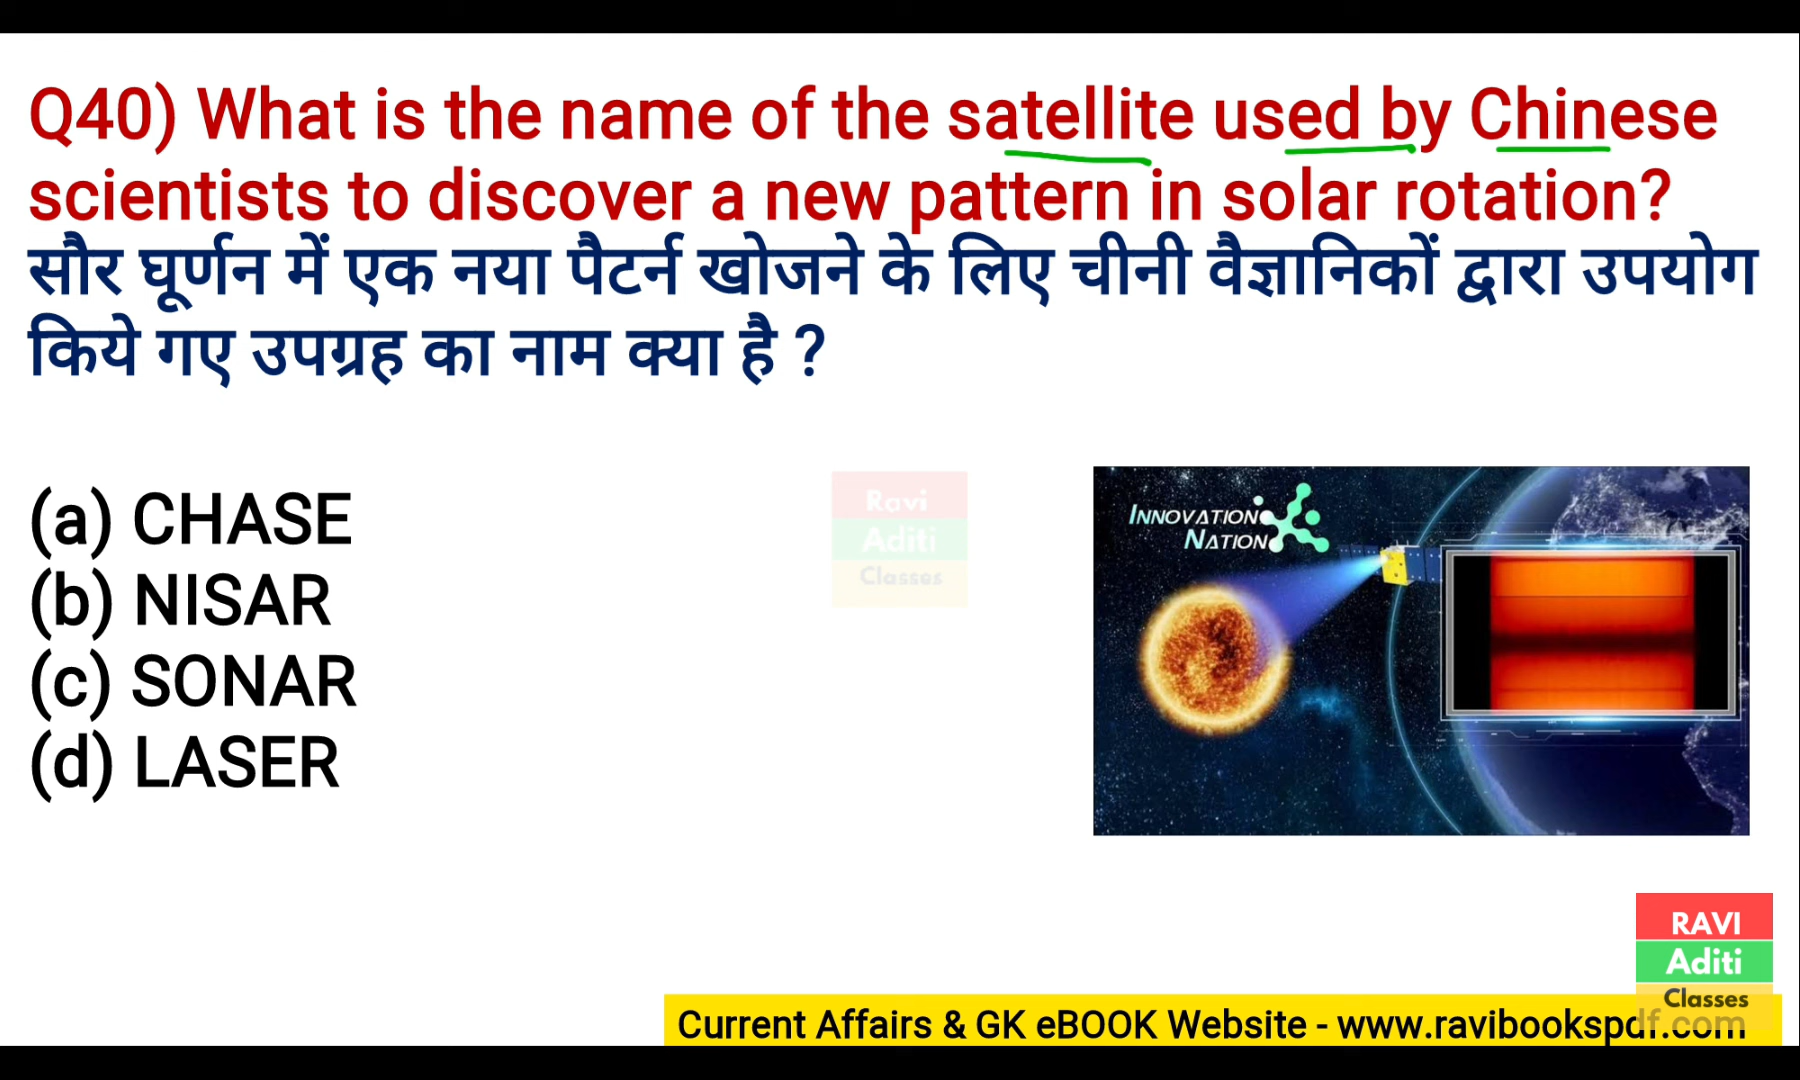 Q40) What is the name of the satellite used by Chinese
scientists to discover a new pattern in solar rotation?
सौर घूर्णन में एक नया पैटर्न खोजने के लिए चीनी वैज्ञानिकों द्वारा उपयोग
किये गए उपग्रह का नाम क्या है ?
(a) CHASE
(b) NISAR
(c) SONAR
(d) LASER
Ravi
Aditi
Classes
INNOVATION
NATION
RAVI
Aditi
Classes
Current Affairs & GK eBOOK Website - www.ravibookspdf.com